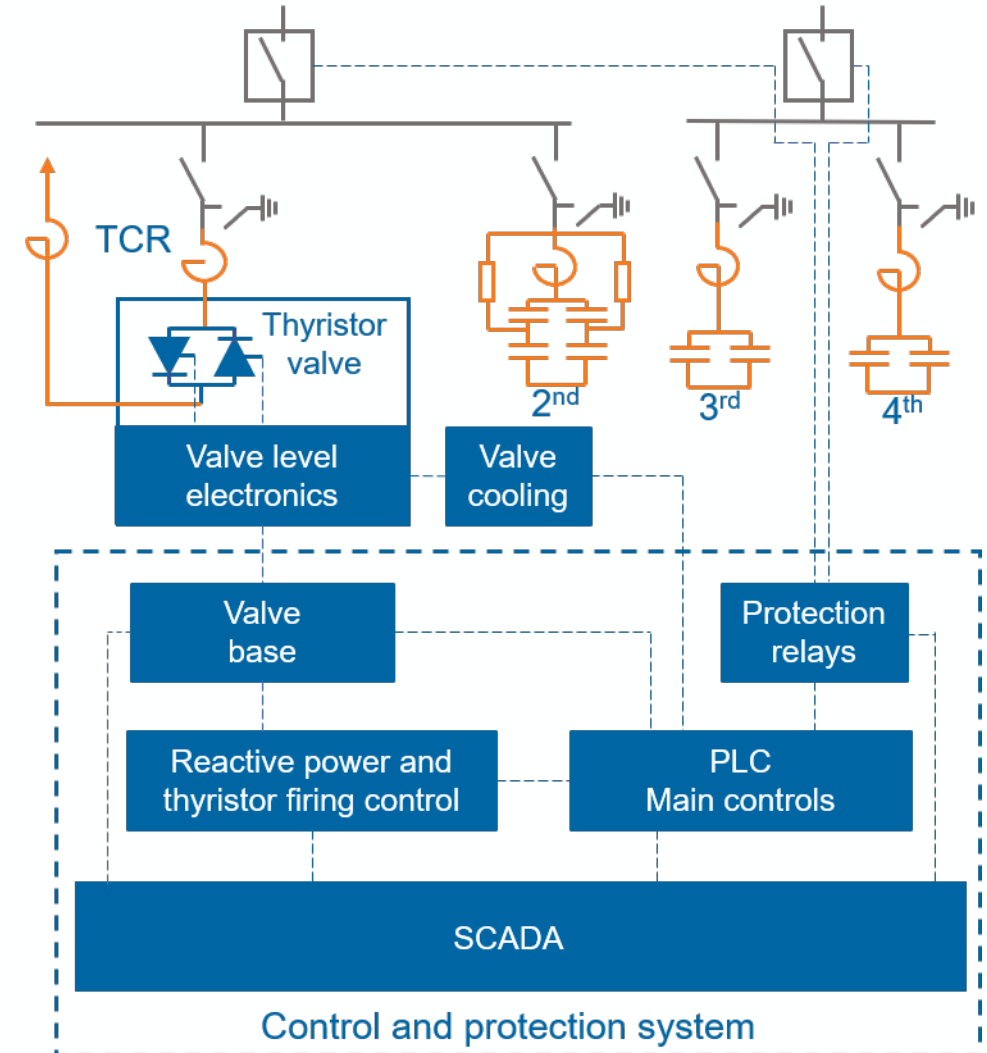 TCR
Thyristor
valve
2nd
3rd
4th
Valve level
electronics
Valve
cooling
Valve
base
Protection
relays
Reactive power and
thyristor firing control
PLC
Main controls
SCADA
Control and protection system